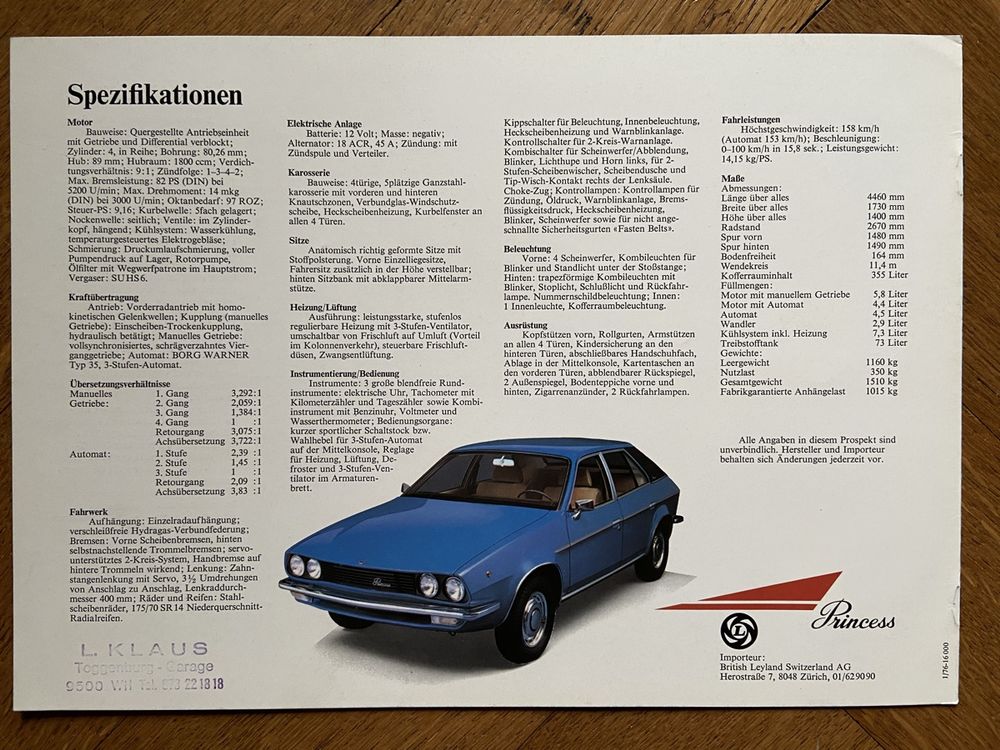 Spezifikationen
Motor
Bauweise: Quergestellte Antriebseinheit
mit Getriebe und Differential verblockt;
Zylinder: 4, in Reihe; Bohrung: 80,26 mm;
Hub: 89 mm; Hubraum: 1800 ccm; Verdich-
tungsverhältnis: 9:1; Zündfolge: 1–3–4–2;
Max. Bremsleistung: 82 PS (DIN) bei
5200 U/min; Max. Drehmoment: 14 mkg
(DIN) bei 3000 U/min; Oktanbedarf: 97 ROZ;
Steuer-PS: 9,16; Kurbelwelle: 5fach gelagert;
Nockenwelle: seitlich; Ventile: im Zylinder-
kopf, hängend; Kühlsystem: Wasserkühlung,
temperaturgesteuertes Elektrogebläse;
Schmierung: Druckumlaufschmierung, voller
Pumpendruck auf Lager, Rotorpumpe,
Ölfilter mit Wegwerfpatrone im Hauptstrom;
Vergaser: SU HS 6.
Kraftübertragung
Antrieb: Vorderradantrieb mit homo-
kinetischen Gelenkwellen; Kupplung (manuelles
Getriebe): Einscheiben-Trockenkupplung,
hydraulisch betätigt; Manuelles Getriebe:
vollsynchronisiertes, schrägverzahntes Vier-
ganggetriebe; Automat: BORG WARNER
Typ 35, 3-Stufen-Automat.
Übersetzungsverhältnisse
Manuelles 1. Gang 3,292:1
Getriebe: 2. Gang 2,059:1
3. Gang 1,384:1
4. Gang 1 :1
Retourgang 3,075:1
Achsübersetzung 3,722:1
Automat: 1. Stufe 2,39 :1
2. Stufe 1,45 :1
3. Stufe 1 :1
Retourgang 2,09 :1
Achsübersetzung 3,83 :1
Fahrwerk
Aufhängung: Einzelradaufhängung;
verschleißfreie Hydragas-Verbundfederung;
Bremsen: Vorne Scheibenbremsen, hinten
selbstnachstellende Trommelbremsen; servo-
unterstütztes 2-Kreis-System, Handbremse auf
hintere Trommeln wirkend; Lenkung: Zahn-
stangenlenkung mit Servo, 3½ Umdrehungen
von Anschlag zu Anschlag, Lenkraddurch-
messer 400 mm; Räder und Reifen: Stahl-
scheibenräder, 175/70 SR 14 Niederquerschnitt-
Radialreifen.
L. KLAUS
Toggenburg-Garage
9500 Wil Tel. 073 22 18 18
Elektrische Anlage
Batterie: 12 Volt; Masse: negativ;
Alternator: 18 ACR, 45 A; Zündung: mit
Zündspule und Verteiler.
Karosserie
Bauweise: 4türige, 5plätzige Ganzstahl-
karosserie mit vorderen und hinteren
Knautschzonen, Verbundglas-Windschutz-
scheibe, Heckscheibenheizung, Kurbelfenster an
allen 4 Türen.
Sitze
Anatomisch richtig geformte Sitze mit
Stoffpolsterung. Vorne Einzelliegesitze,
Fahrersitz zusätzlich in der Höhe verstellbar;
hinten Sitzbank mit abklappbarer Mittelarm-
stütze.
Heizung/Lüftung
Ausführung: leistungsstarke, stufenlos
regulierbare Heizung mit 3-Stufen-Ventilator,
umschaltbar von Frischluft auf Umluft (Vorteil
im Kolonnenverkehr), steuerbare Frischluft-
düsen, Zwangsentlüftung.
Instrumentierung/Bedienung
Instrumente: 3 große blendfreie Rund-
instrumente: elektrische Uhr, Tachometer mit
Kilometerzähler und Tageszähler sowie Kombi-
instrument mit Benzinuhr, Voltmeter und
Wasserthermometer; Bedienungsorgane:
kurzer sportlicher Schaltstock bzw.
Wahlhebel für 3-Stufen-Automat
auf der Mittelkonsole, Reglage
für Heizung, Lüftung, De-
froster und 3-Stufen-Ven-
tilator im Armaturen-
brett.
Kippschalter für Beleuchtung, Innenbeleuchtung,
Heckscheibenheizung und Warnblinkanlage.
Kontrollschalter für 2-Kreis-Warnanlage.
Kombischalter für Scheinwerfer/Abblendung,
Blinker, Lichthupe und Horn links, für 2-
Stufen-Scheibenwischer, Scheibendusche und
Tip-Wisch-Kontakt rechts der Lenksäule.
Choke-Zug; Kontrollampen: Kontrollampen für
Zündung, Öldruck, Warnblinkanlage, Brems-
flüssigkeitsdruck, Heckscheibenheizung,
Blinker, Scheinwerfer sowie für nicht ange-
schnallte Sicherheitsgurten «Fasten Belts».
Beleuchtung
Vorne: 4 Scheinwerfer, Kombileuchten für
Blinker und Standlicht unter der Stoßstange;
Hinten: trapezförmige Kombileuchten mit
Blinker, Stoplicht, Schlußlicht und Rückfahr-
lampe. Nummernschildbeleuchtung; Innen:
1 Innenleuchte, Kofferraumbeleuchtung.
Ausrüstung
Kopfstützen vorn, Rollgurten, Armstützen
an allen 4 Türen, Kindersicherung an den
hinteren Türen, abschließbares Handschuhfach,
Ablage in der Mittelkonsole, Kartentaschen an
den vorderen Türen, abblendbarer Rückspiegel,
2 Außenspiegel, Bodenteppiche vorne und
hinten, Zigarrenanzünder, 2 Rückfahrlampen.
Fahrleistungen
Höchstgeschwindigkeit: 158 km/h
(Automat 153 km/h); Beschleunigung:
0–100 km/h in 15,8 sek.; Leistungsgewicht:
14,15 kg/PS.
Maße
Abmessungen:
Länge über alles 4460 mm
Breite über alles 1730 mm
Höhe über alles 1400 mm
Radstand 2670 mm
Spur vorn 1480 mm
Spur hinten 1490 mm
Bodenfreiheit 164 mm
Wendekreis 11,4 m
Kofferrauminhalt 355 Liter
Füllmengen:
Motor mit manuellem Getriebe 5,8 Liter
Motor mit Automat 4,4 Liter
Automat 4,5 Liter
Wandler 2,9 Liter
Kühlsystem inkl. Heizung 7,3 Liter
Treibstofftank 73 Liter
Gewichte:
Leergewicht 1160 kg
Nutzlast 350 kg
Gesamtgewicht 1510 kg
Fabrikgarantierte Anhängelast 1015 kg
Alle Angaben in diesem Prospekt sind
unverbindlich. Hersteller und Importeur
behalten sich Änderungen jederzeit vor.
Princess
Princess
L
Importeur:
British Leyland Switzerland AG
Herostraße 7, 8048 Zürich, 01/62 90 90
1/76-16 000